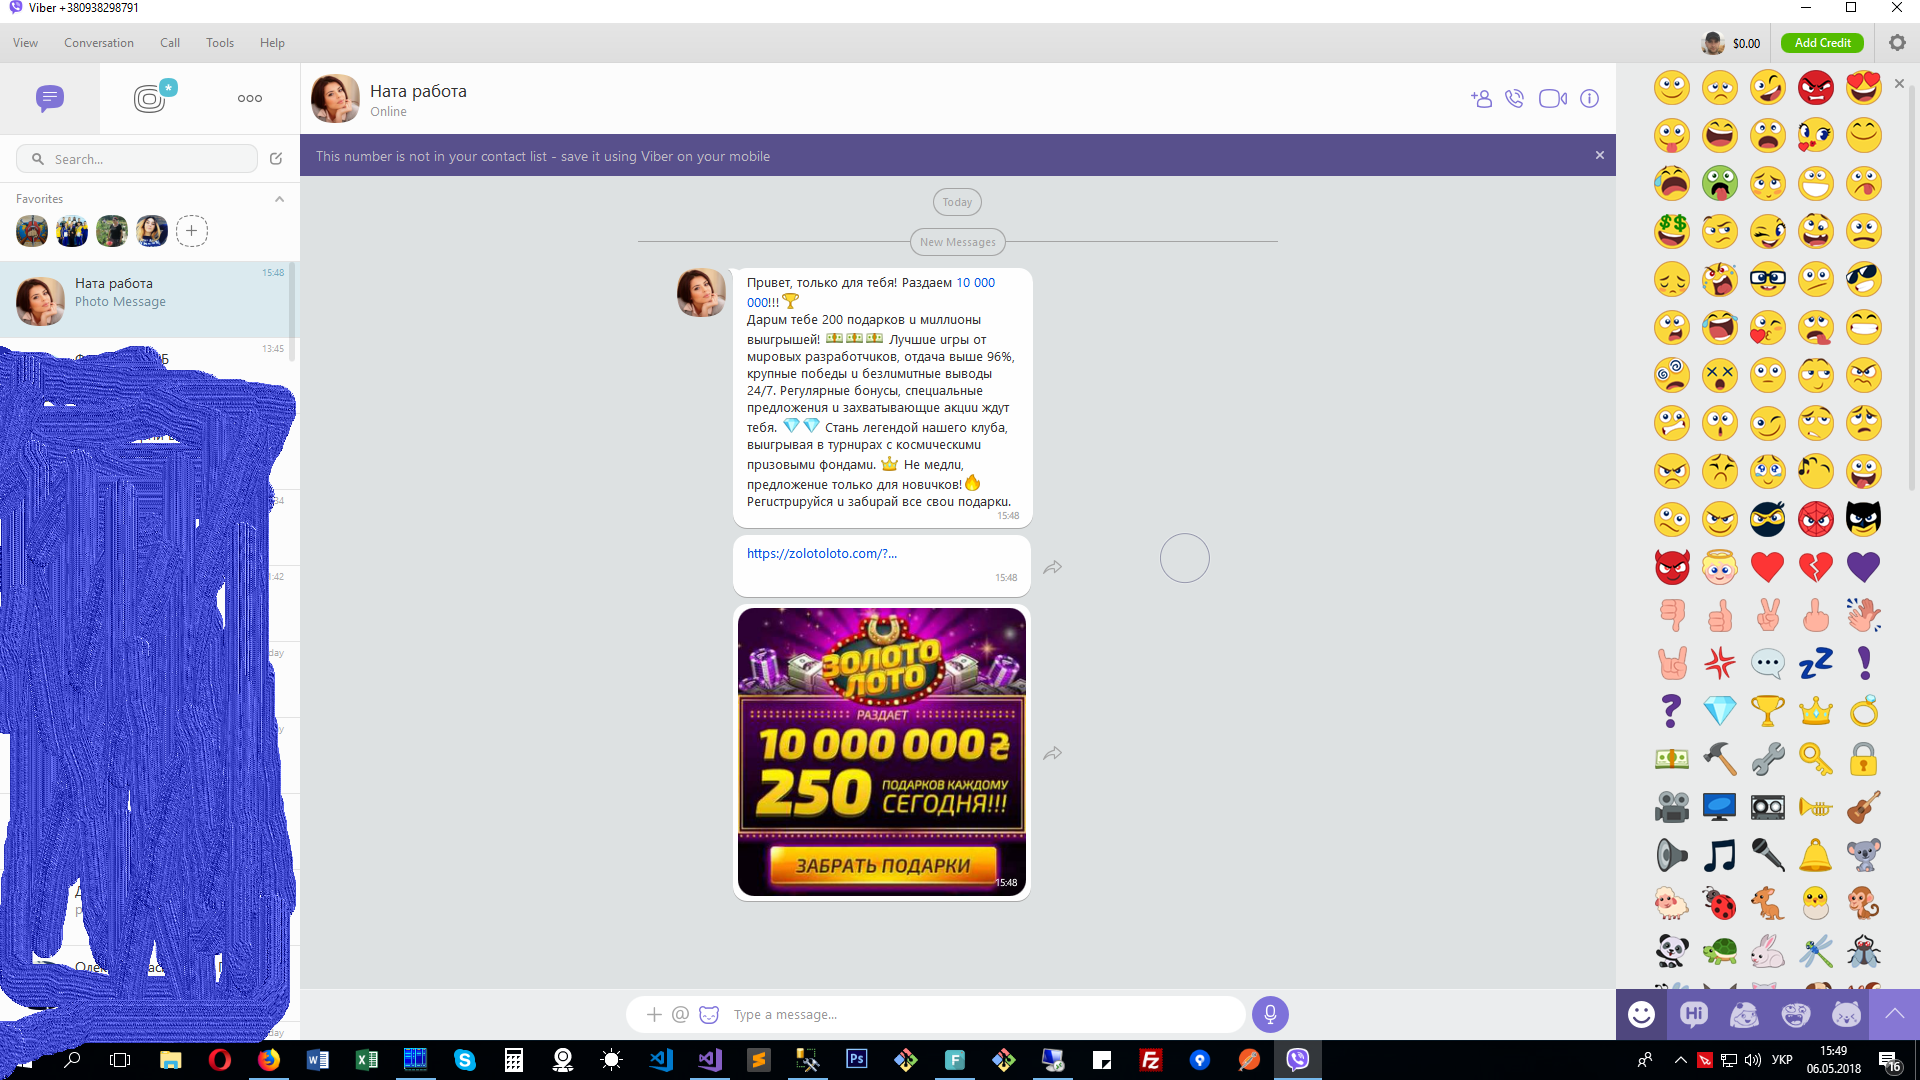 Viber +380938298791
View Conversation Call Tools Help
$0.00 Add Credit
Search...
Favorites
Ната работа 15:48
Photo Message
13:45
Ната работа
Online
This number is not in your contact list - save it using Viber on your mobile
Today
New Messages
Привет, только для тебя! Раздаем 10 000
000!!!
Дарим тебе 200 подарков и миллионы
выигрышей! Лучшие игры от
мировых разработчиков, отдача выше 96%,
крупные победы и безлимитные выводы
24/7. Регулярные бонусы, специальные
предложения и захватывающие акции ждут
тебя. Стань легендой нашего клуба,
выигрывая в турнирах с космическими
призовыми фондами. Не медли,
предложение только для новичков!
Регистрируйся и забирай все свои подарки.
15:48
https://zolotoloto.com/?...
15:48
ЗОЛОТО
ЛОТО
РАЗДАЕТ
10 000 000 ₴
250 ПОДАРКОВ КАЖДОМУ
СЕГОДНЯ!!!
ЗАБРАТЬ ПОДАРКИ
15:48
Type a message...
Hi
УКР
15:49
06.05.2018
16